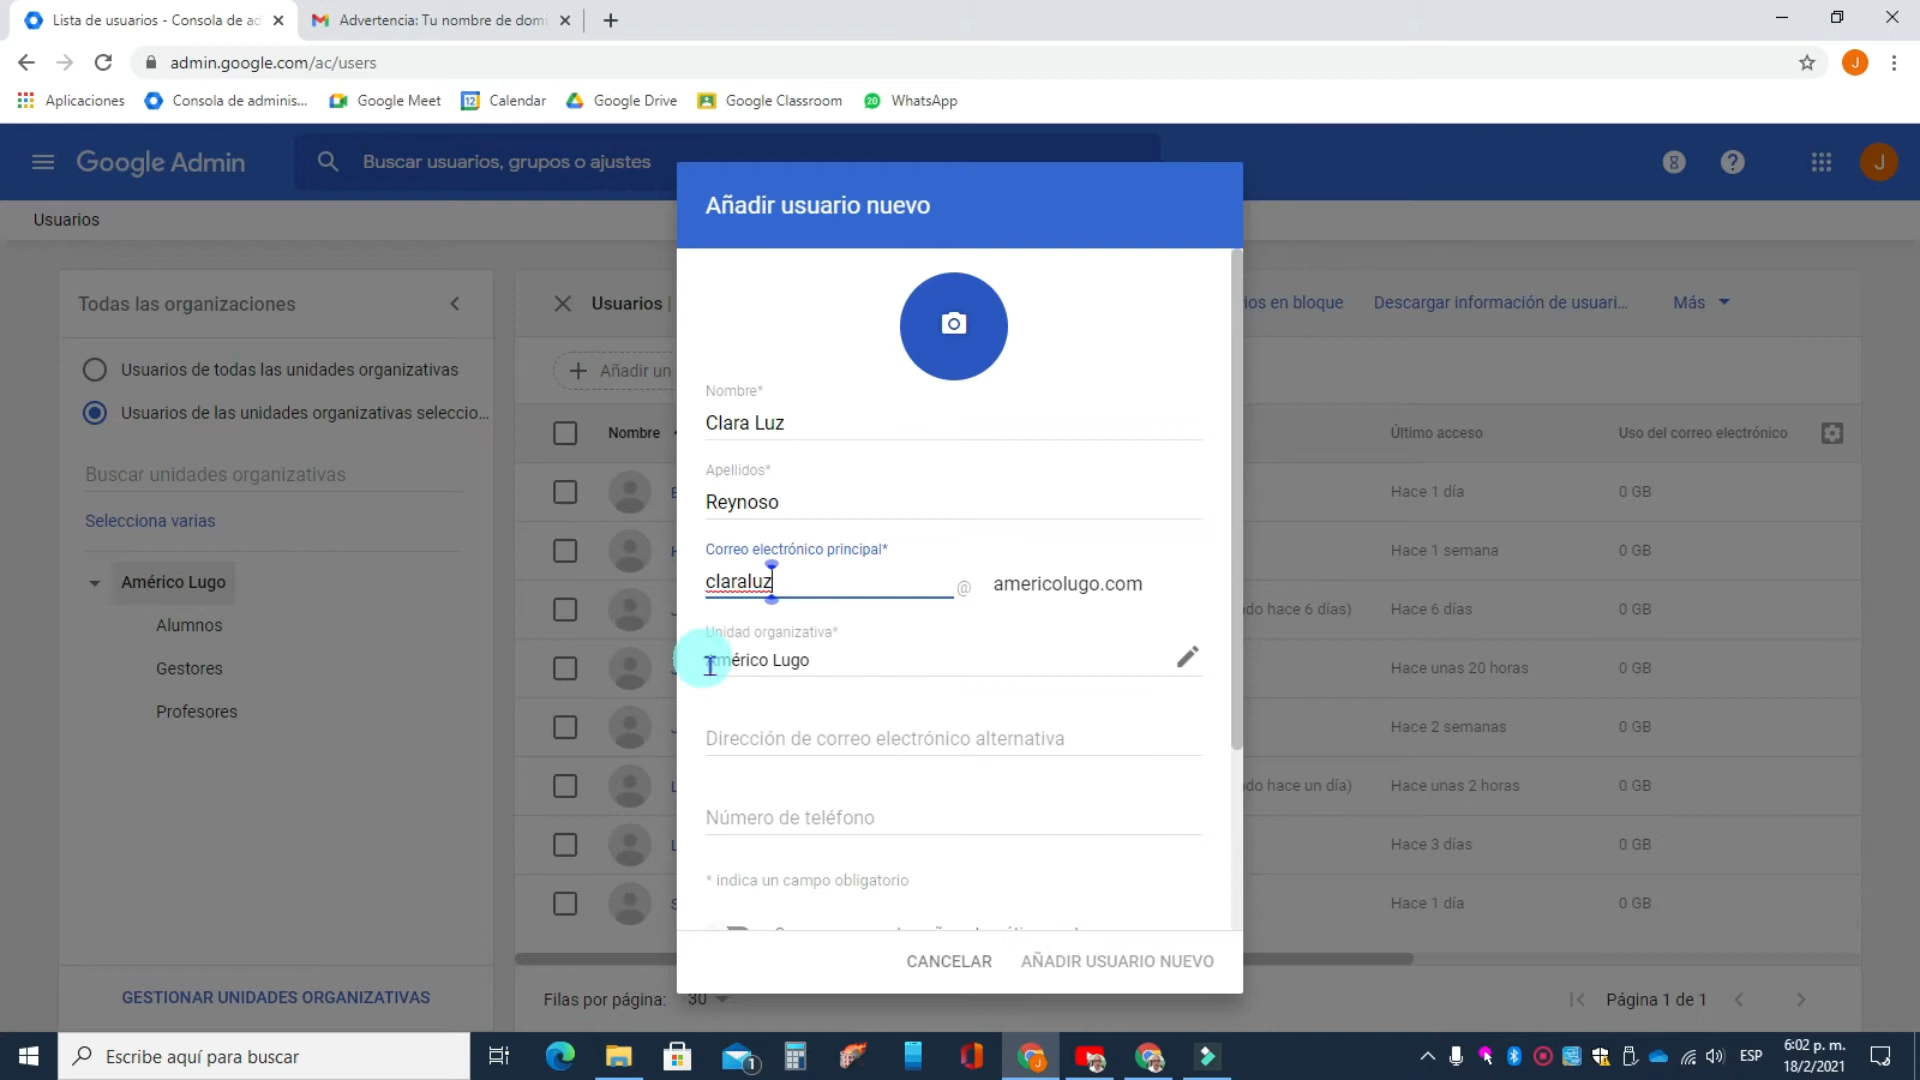 Lista de usuarios - Consola de ad
Advertencia: Tu nombre de domi
admin.google.com/ac/users
J
Aplicaciones
Consola de adminis...
Google Meet
12
Calendar
Google Drive
Google Classroom
20
WhatsApp
Google Admin
Buscar usuarios, grupos o ajustes
J
Usuarios
Todas las organizaciones
Usuarios de todas las unidades organizativas
Usuarios de las unidades organizativas seleccio...
Buscar unidades organizativas
Selecciona varias
Américo Lugo
Alumnos
Gestores
Profesores
GESTIONAR UNIDADES ORGANIZATIVAS
Usuarios |
ios en bloque
Descargar información de usuari...
Más
Añadir un
Nombre
Último acceso
Uso del correo electrónico
Hace 1 día
0 GB
Hace 1 semana
0 GB
do hace 6 días)
Hace 6 días
0 GB
Hace unas 20 horas
0 GB
Hace 2 semanas
0 GB
do hace un día)
Hace unas 2 horas
0 GB
Hace 3 días
0 GB
Hace 1 día
0 GB
Filas por página:
30
Página 1 de 1
Añadir usuario nuevo
Nombre*
Clara Luz
Apellidos*
Reynoso
Correo electrónico principal*
claraluz
@
americolugo.com
Unidad organizativa*
Américo Lugo
Dirección de correo electrónico alternativa
Número de teléfono
* indica un campo obligatorio
CANCELAR
AÑADIR USUARIO NUEVO
Escribe aquí para buscar
1
ESP
6:02 p. m.
18/2/2021